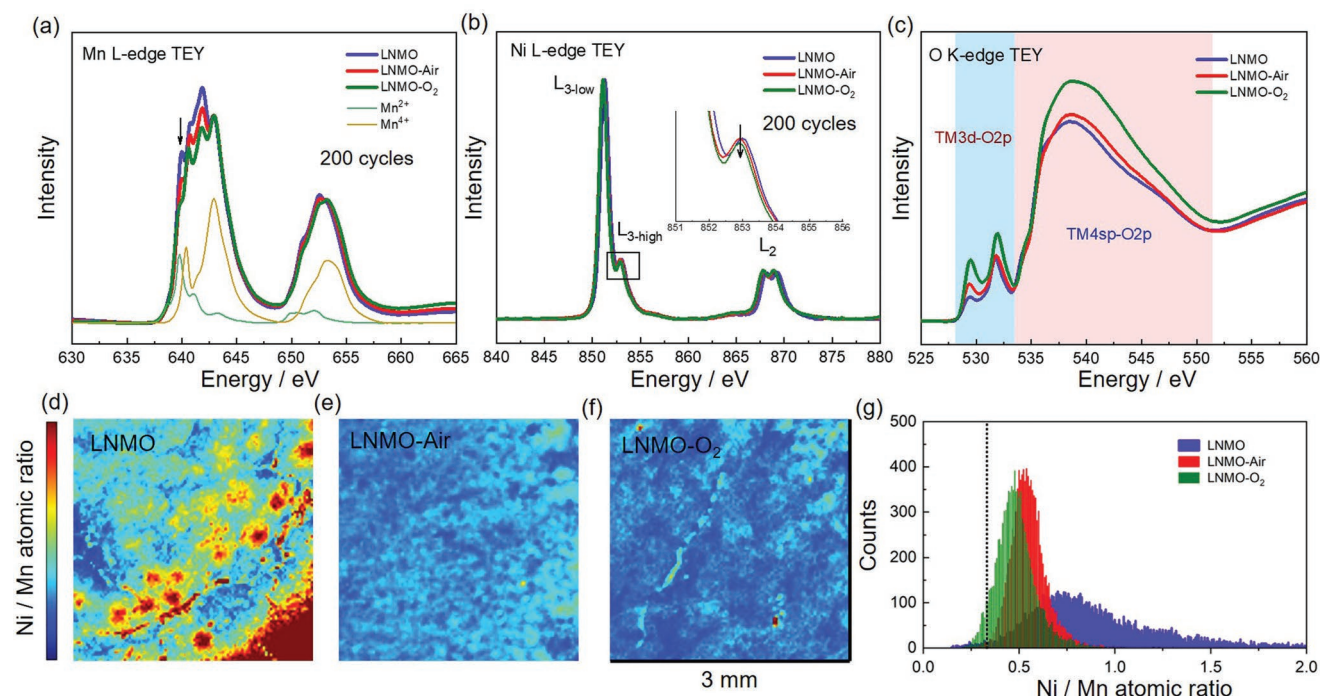 (a)
Mn L-edge TEY
LNMO
LNMO-Air
LNMO-O₂
Mn²⁺
Mn⁴⁺
200 cycles
Intensity
630 635 640 645 650 655 660 665
Energy / eV
(b)
Ni L-edge TEY
LNMO
LNMO-Air
LNMO-O₂
L₃₋low
200 cycles
851 852 853 854 855 856
L₃₋high
L₂
Intensity
840 845 850 855 860 865 870 875 880
Energy / eV
(c)
O K-edge TEY
LNMO
LNMO-Air
LNMO-O₂
TM3d-O2p
TM4sp-O2p
Intensity
525 530 535 540 545 550 555 560
Energy / eV
(d)
LNMO
Ni / Mn atomic ratio
(e)
LNMO-Air
(f)
LNMO-O₂
3 mm
(g)
LNMO
LNMO-Air
LNMO-O₂
Counts
500
400
300
200
100
0
0.0 0.5 1.0 1.5 2.0
Ni / Mn atomic ratio